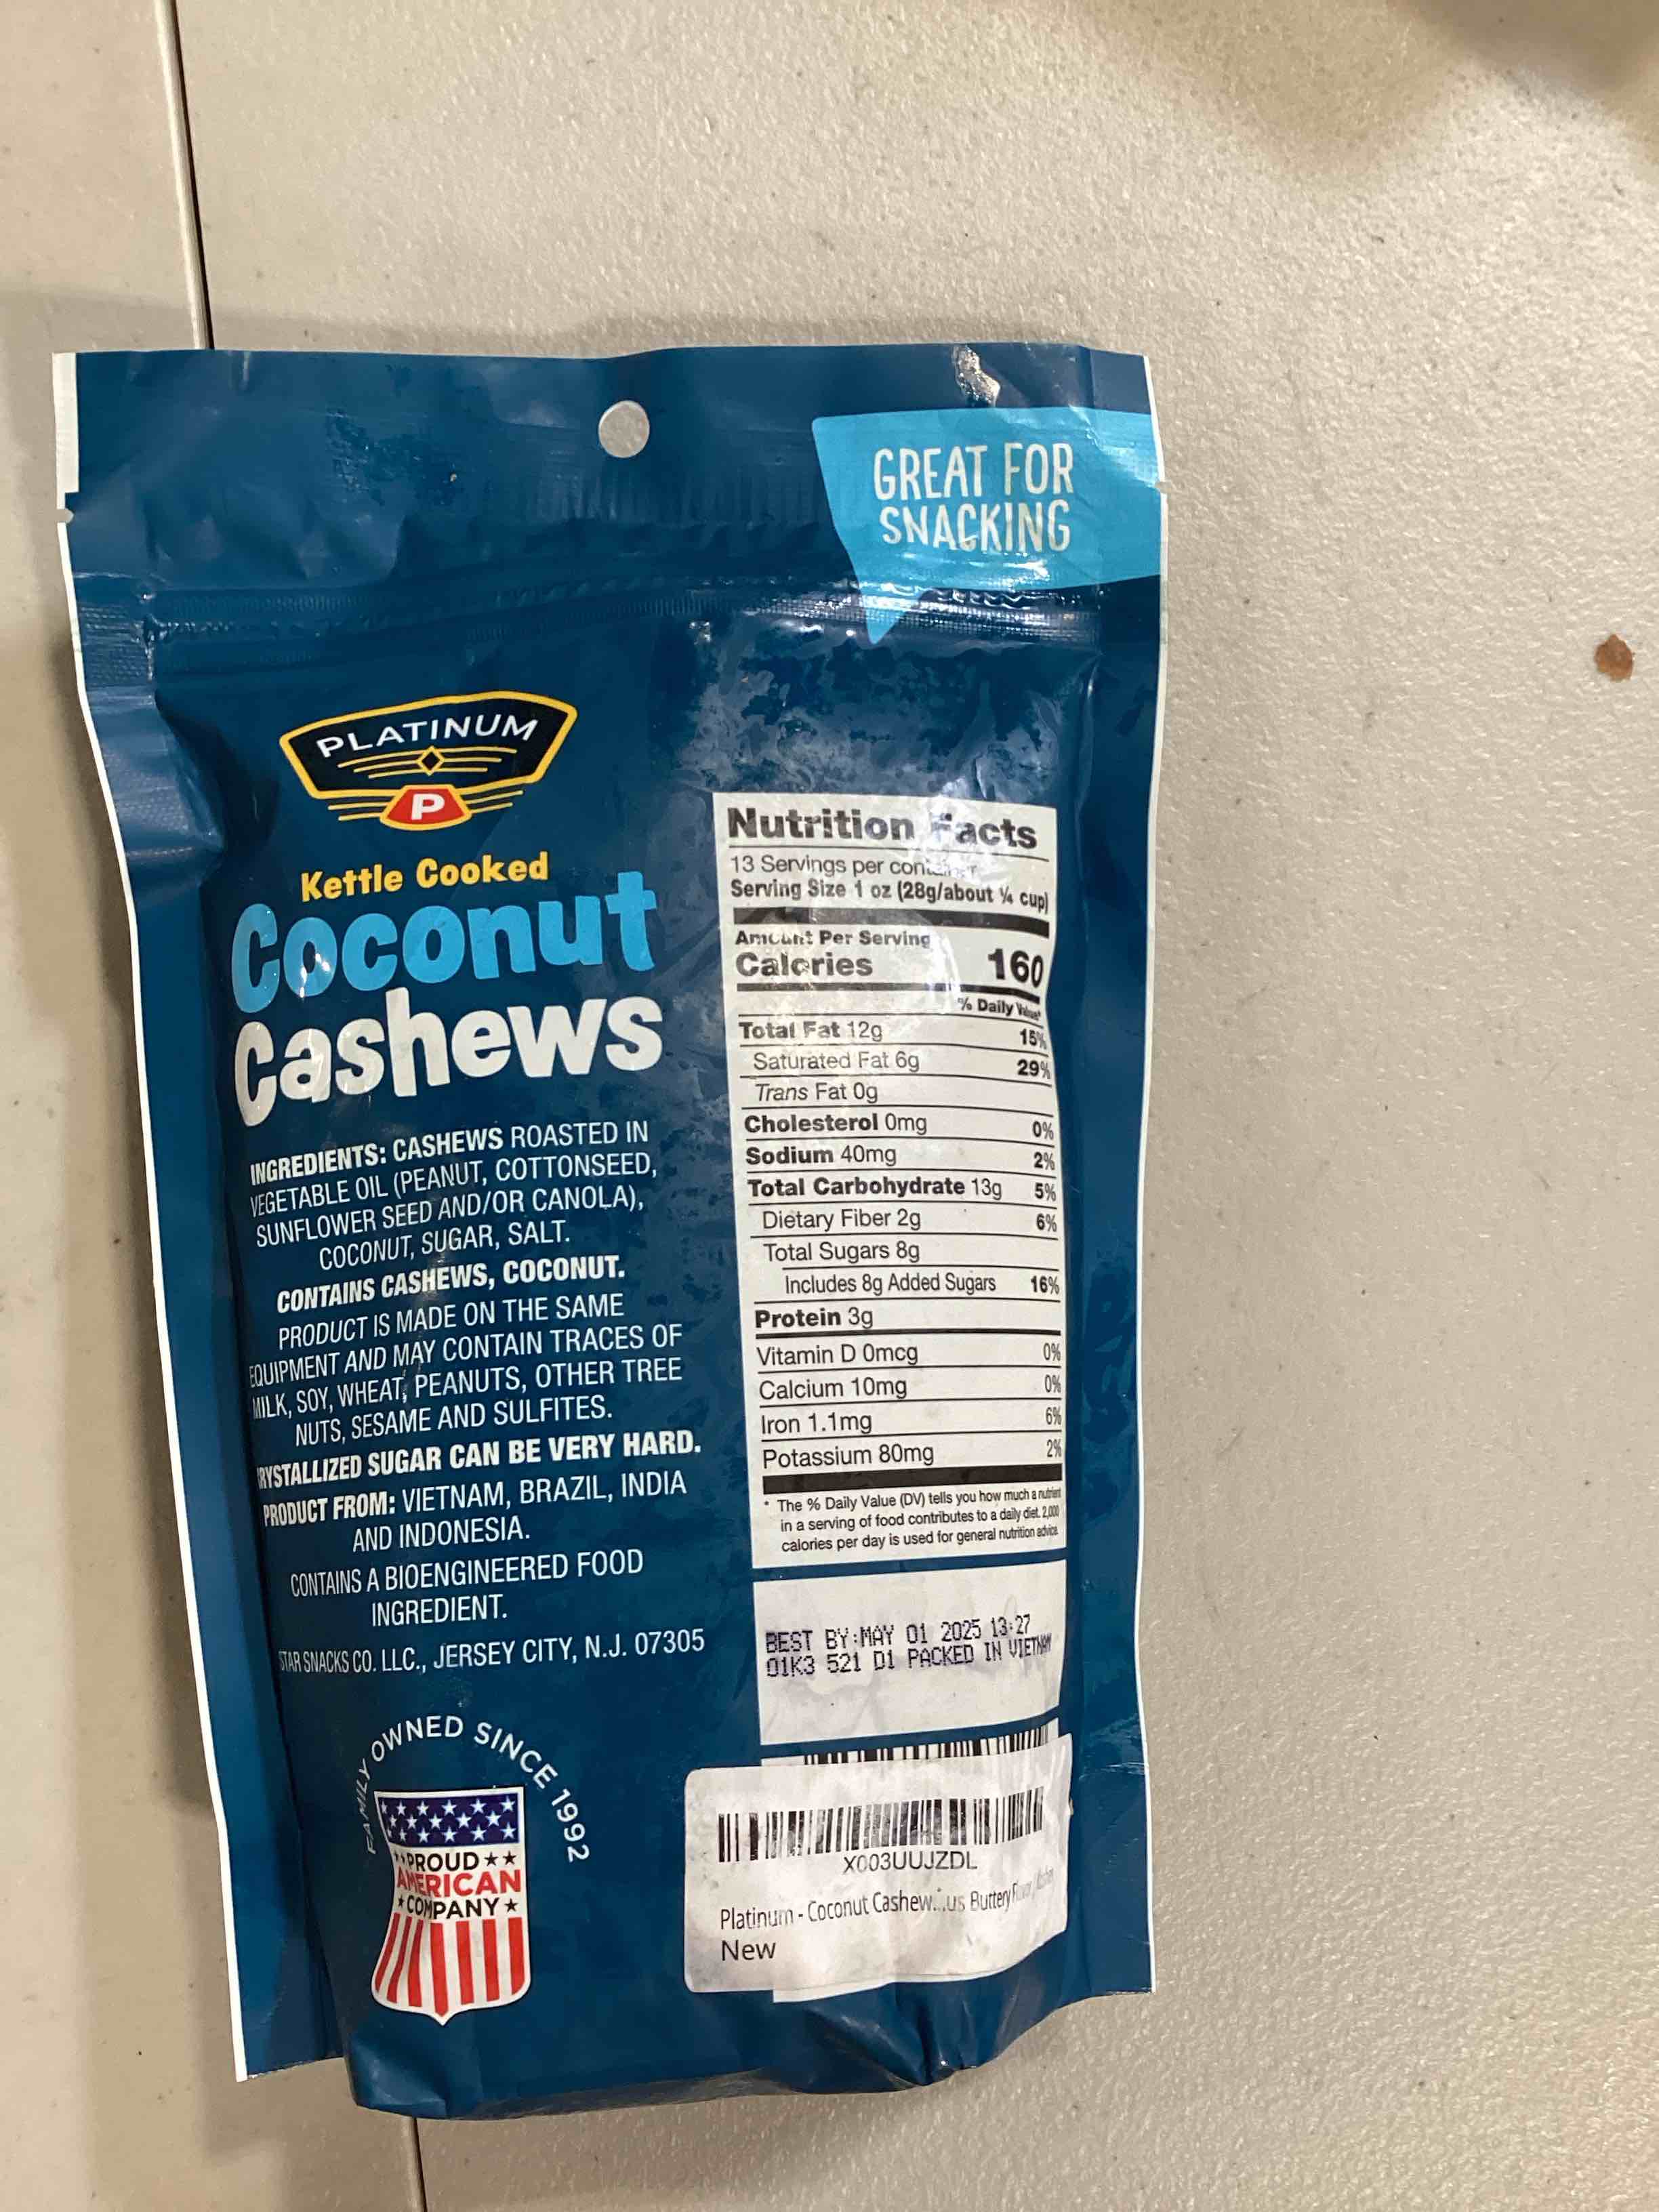 GREAT FOR
SNACKING
PLATINUM
P
Kettle Cooked
Coconut
Cashews
INGREDIENTS: CASHEWS ROASTED IN
VEGETABLE OIL (PEANUT, COTTONSEED,
SUNFLOWER SEED AND/OR CANOLA),
COCONUT, SUGAR, SALT.
CONTAINS CASHEWS, COCONUT.
PRODUCT IS MADE ON THE SAME
EQUIPMENT AND MAY CONTAIN TRACES OF
MILK, SOY, WHEAT, PEANUTS, OTHER TREE
NUTS, SESAME AND SULFITES.
RYSTALLIZED SUGAR CAN BE VERY HARD.
PRODUCT FROM: VIETNAM, BRAZIL, INDIA
AND INDONESIA.
CONTAINS A BIOENGINEERED FOOD
INGREDIENT.
STAR SNACKS CO. LLC., JERSEY CITY, N.J. 07305
FAMILY OWNED SINCE 1992
PROUD
AMERICAN
COMPANY
Nutrition Facts
13 Servings per container
Serving Size 1 oz (28g/about ¼ cup)
Amount Per Serving
Calories 160
% Daily Value*
Total Fat 12g 15%
Saturated Fat 6g 29%
Trans Fat 0g
Cholesterol 0mg 0%
Sodium 40mg 2%
Total Carbohydrate 13g 5%
Dietary Fiber 2g 6%
Total Sugars 8g
Includes 8g Added Sugars 16%
Protein 3g
Vitamin D 0mcg 0%
Calcium 10mg 0%
Iron 1.1mg 6%
Potassium 80mg 2%
* The % Daily Value (DV) tells you how much a nutrient
in a serving of food contributes to a daily diet. 2,000
calories per day is used for general nutrition advice.
BEST BY:MAY 01 2025 13:27
01K3 521 D1 PACKED IN VIETNAM
X003UUJZDL
Platinum - Coconut Cashew...us Buttery
New